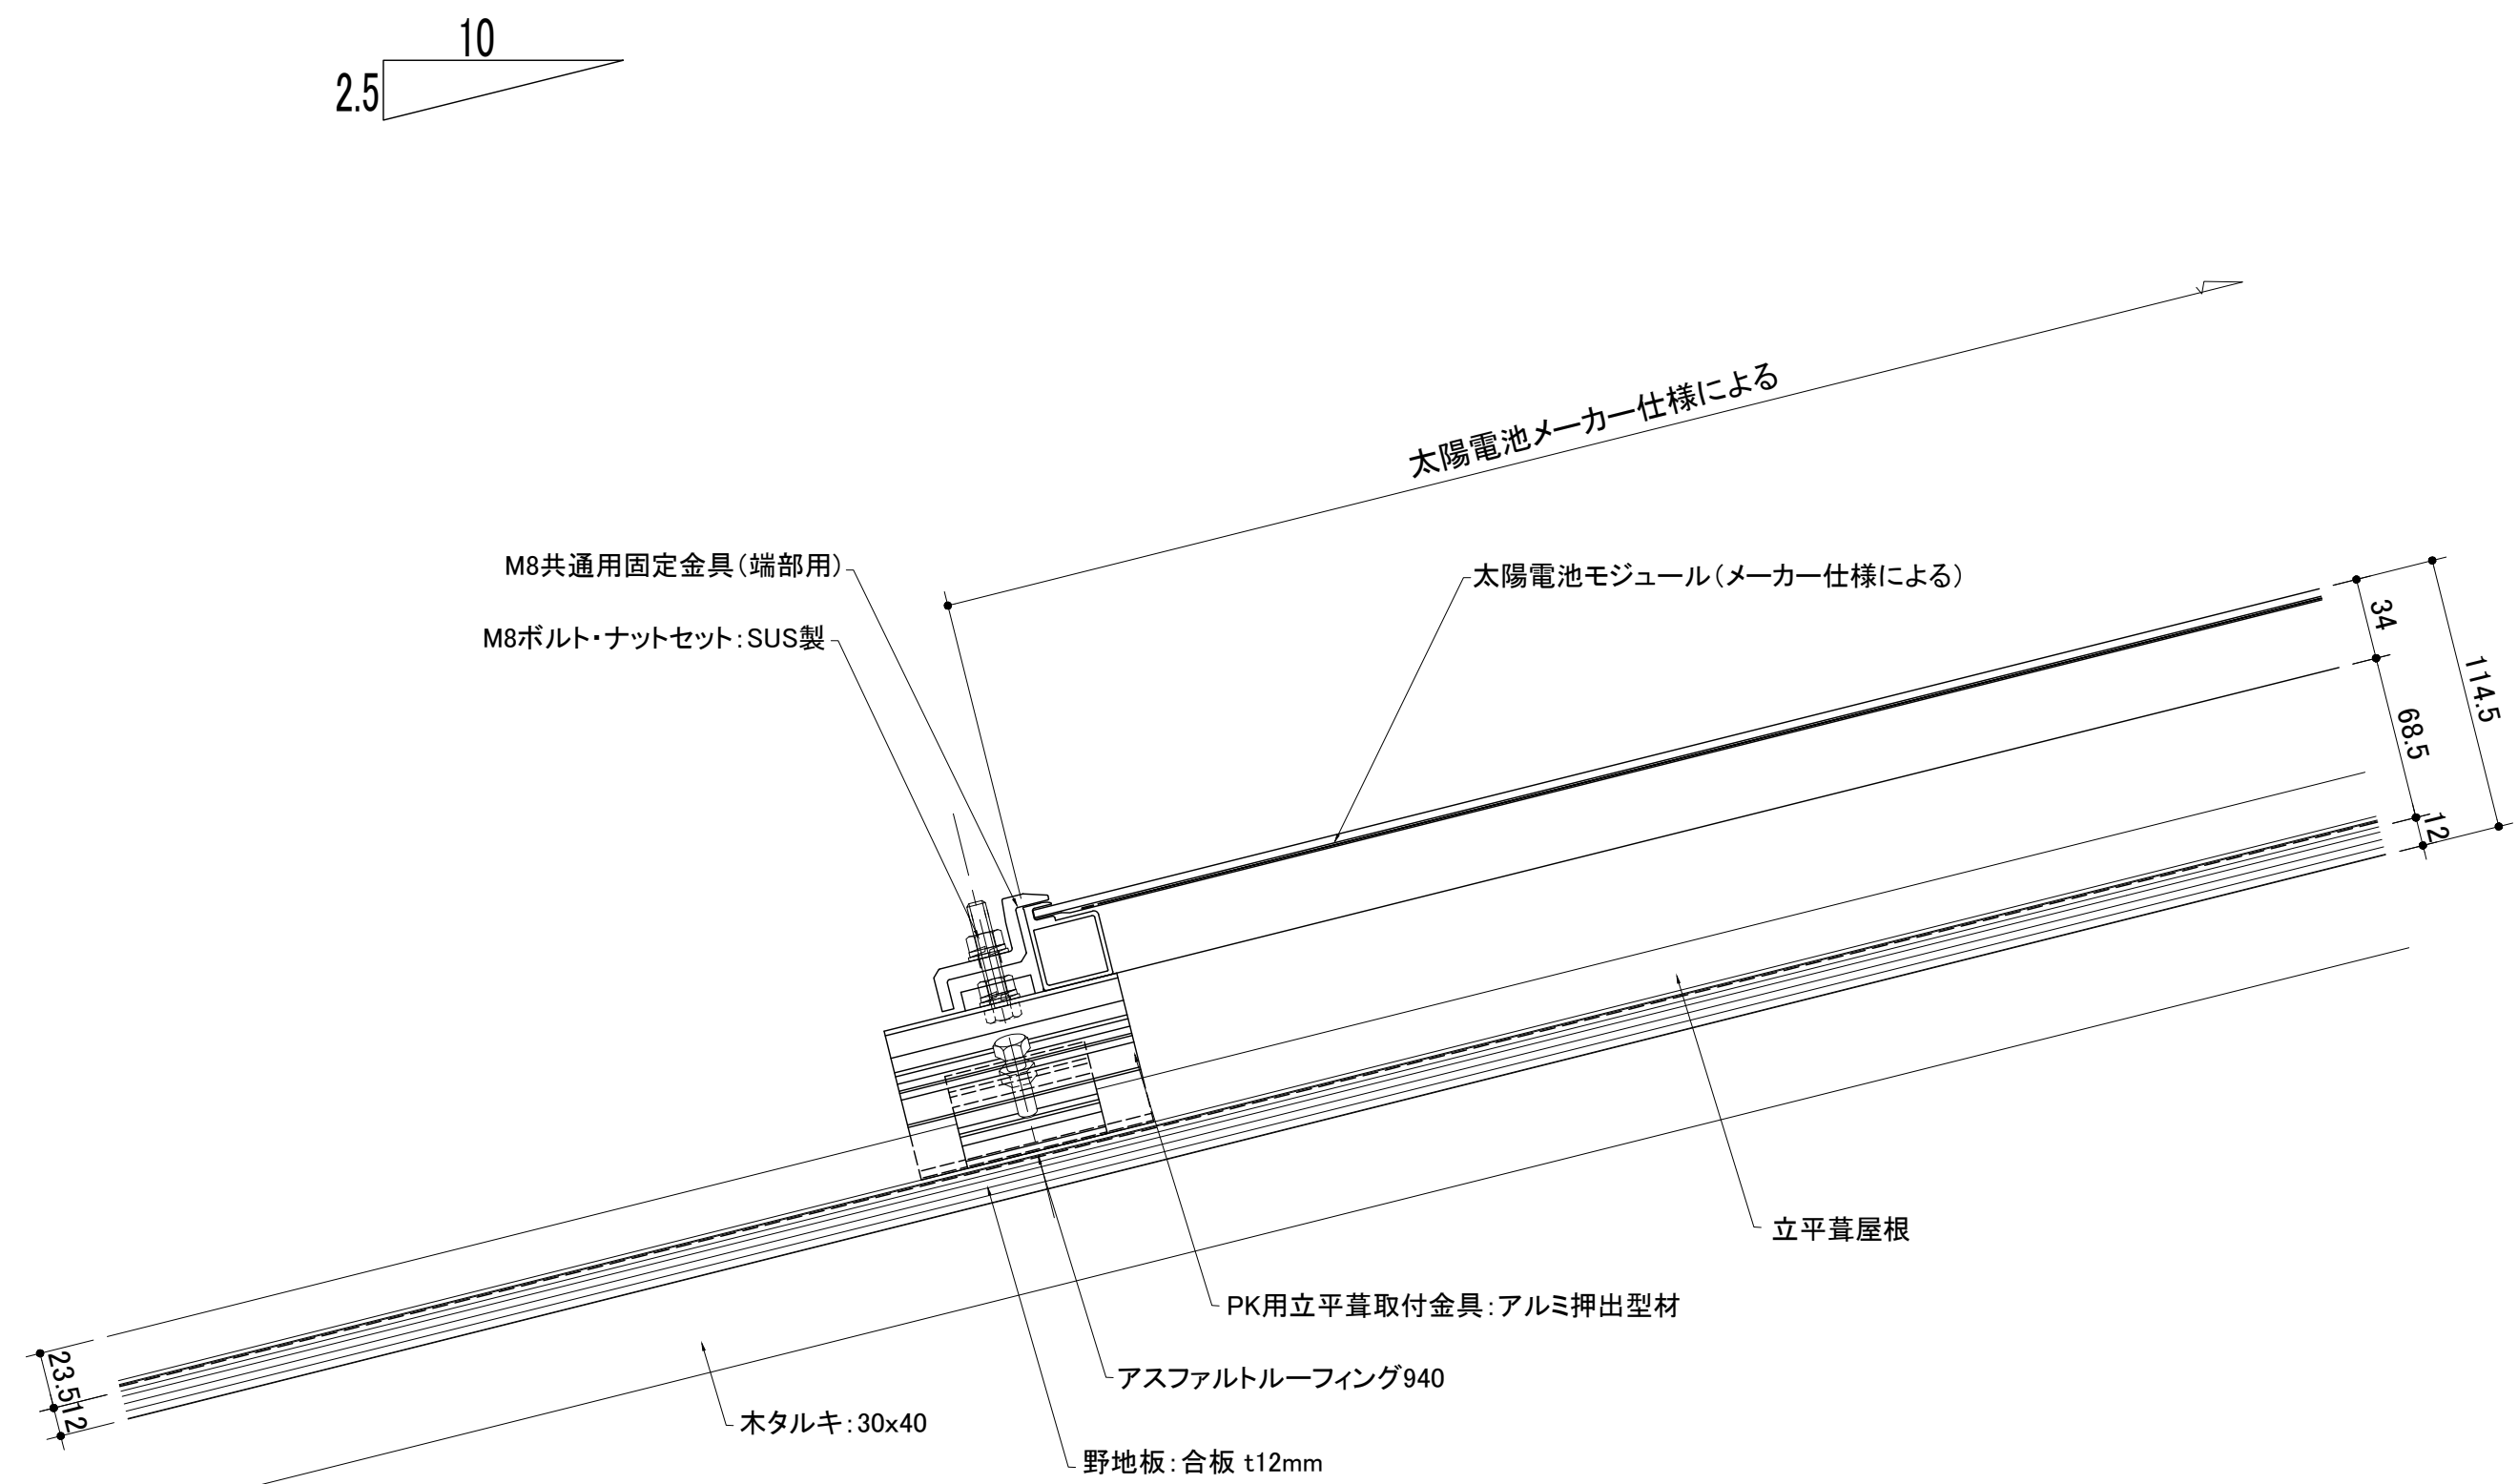 10
2.5
太陽電池メーカー仕様による
M8共通用固定金具(端部用)
太陽電池モジュール(メーカー仕様による)
M8ボルト・ナットセット:SUS製
34
114.5
68.5
12
立平葺屋根
PK用立平葺取付金具:アルミ押出型材
23.5
12
アスファルトルーフィング940
木タルキ:30x40
野地板:合板 t12mm